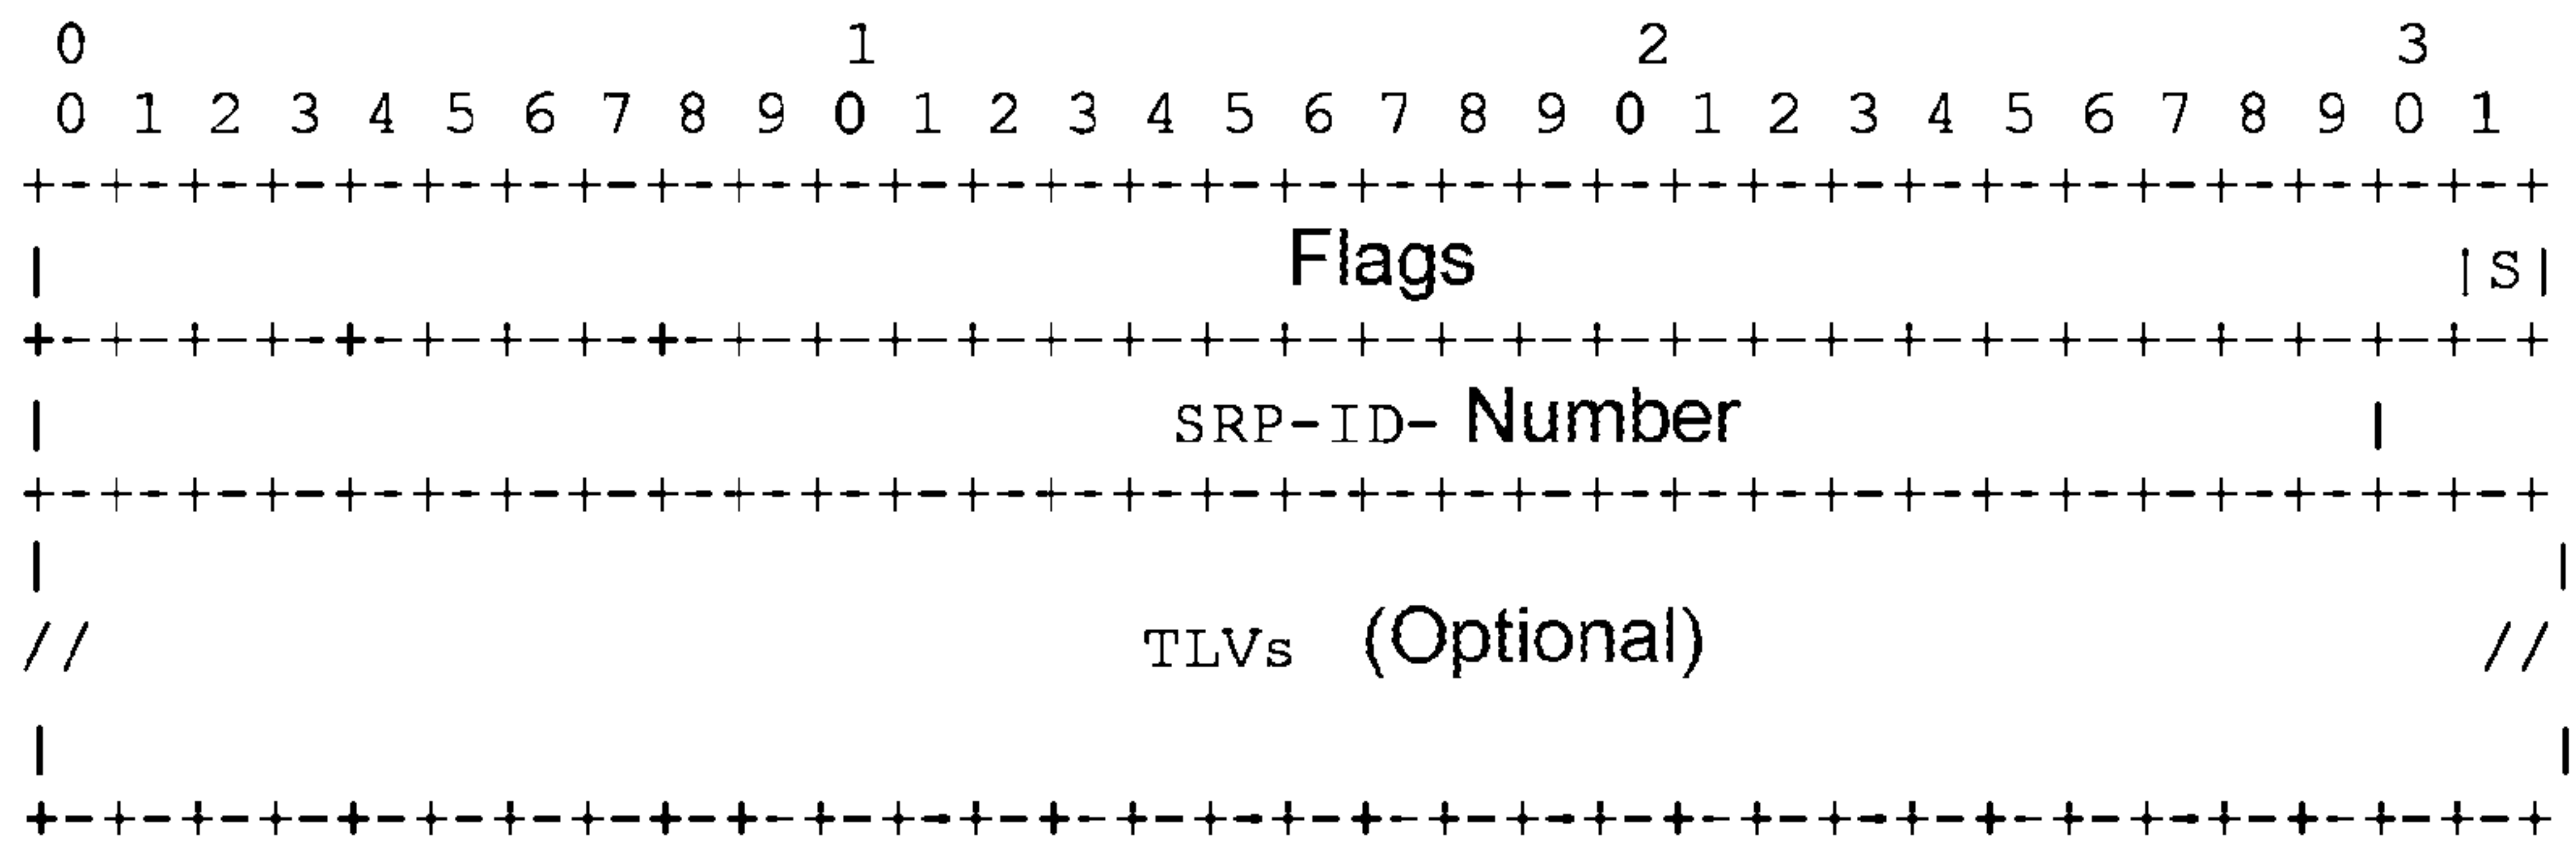 0 1 2 3
0 1 2 3 4 5 6 7 8 9 0 1 2 3 4 5 6 7 8 9 0 1 2 3 4 5 6 7 8 9 0 1
+-+-+-+-+-+-+-+-+-+-+-+-+-+-+-+-+-+-+-+-+-+-+-+-+-+-+-+-+-+-+-+-+
| Flags |S|
+-+-+-+-+-+-+-+-+-+-+-+-+-+-+-+-+-+-+-+-+-+-+-+-+-+-+-+-+-+-+-+-+
| SRP-ID- Number |
+-+-+-+-+-+-+-+-+-+-+-+-+-+-+-+-+-+-+-+-+-+-+-+-+-+-+-+-+-+-+-+-+
| |
// TLVs (Optional) //
| |
+-+-+-+-+-+-+-+-+-+-+-+-+-+-+-+-+-+-+-+-+-+-+-+-+-+-+-+-+-+-+-+-+